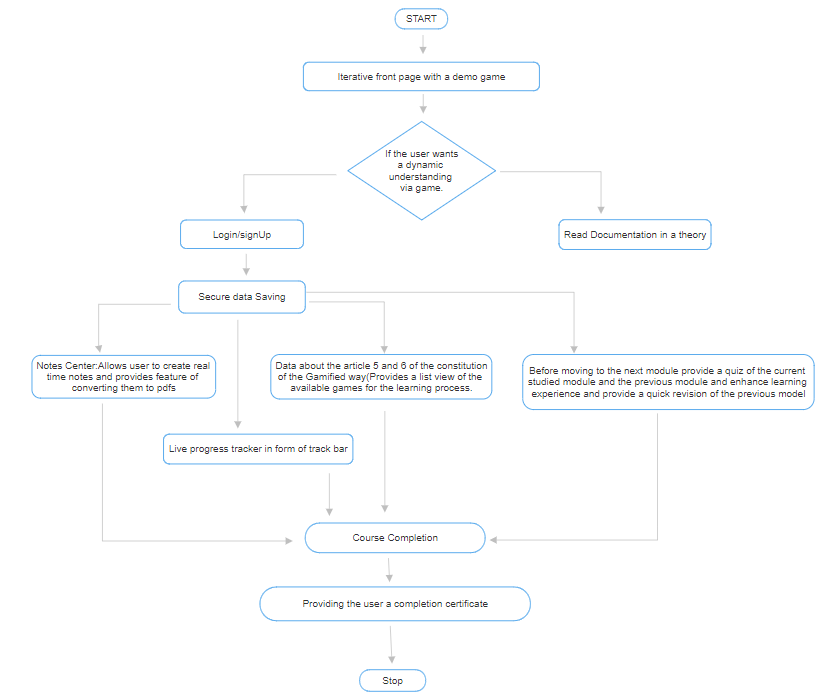 START
Iterative front page with a demo game
If the user wants
a dynamic
understanding
via game.
Login/signUp
Read Documentation in a theory
Secure data Saving
Notes Center:Allows user to create real
time notes and provides feature of
converting them to pdfs
Data about the article 5 and 6 of the constitution
of the Gamified way(Provides a list view of the
available games for the learning process.
Before moving to the next module provide a quiz of the current
studied module and the previous module and enhance learning
experience and provide a quick revision of the previous model
Live progress tracker in form of track bar
Course Completion
Providing the user a completion certificate
Stop